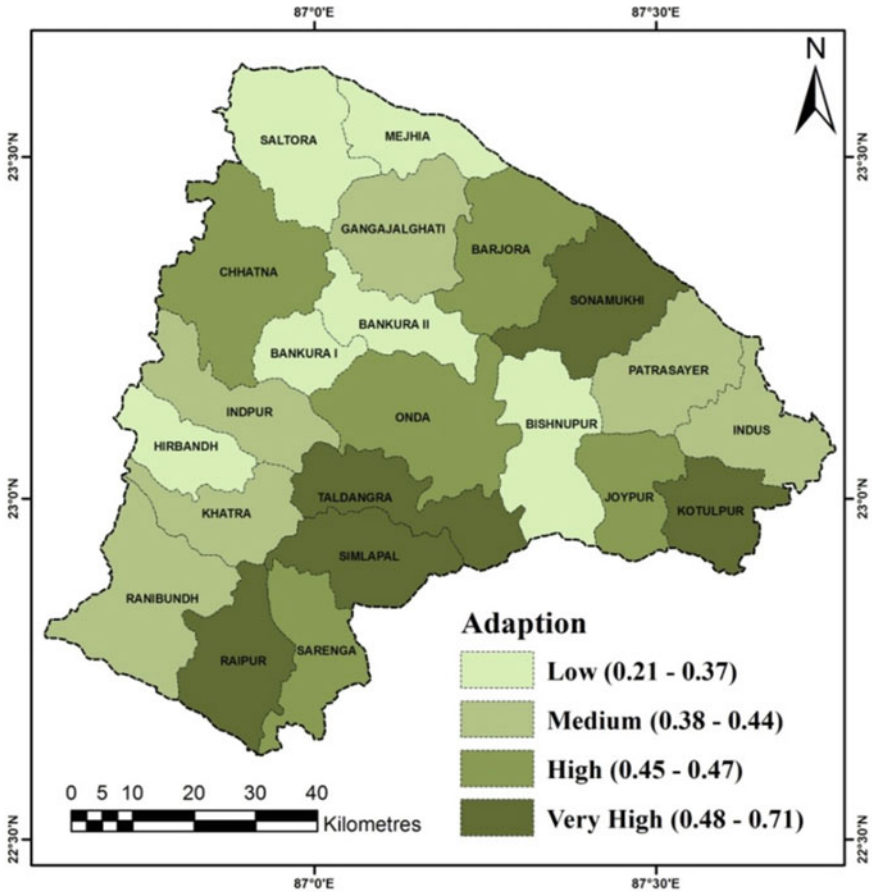 87°0'E 87°30'E
N
23°30'N 23°30'N
SALTORA
MEJHIA
GANGAJALGHATI
BARJORA
CHHATNA
SONAMUKHI
BANKURA II
BANKURA I
PATRASAYER
INDPUR
ONDA
BISHNUPUR
INDUS
HIRBANDH
23°0'N 23°0'N
TALDANGRA
JOYPUR
KOTULPUR
KHATRA
SIMLAPAL
RANIBUNDH
SARENGA
RAIPUR
Adaption
Low (0.21 - 0.37)
Medium (0.38 - 0.44)
High (0.45 - 0.47)
Very High (0.48 - 0.71)
0 5 10 20 30 40
Kilometres
22°30'N 22°30'N
87°0'E 87°30'E